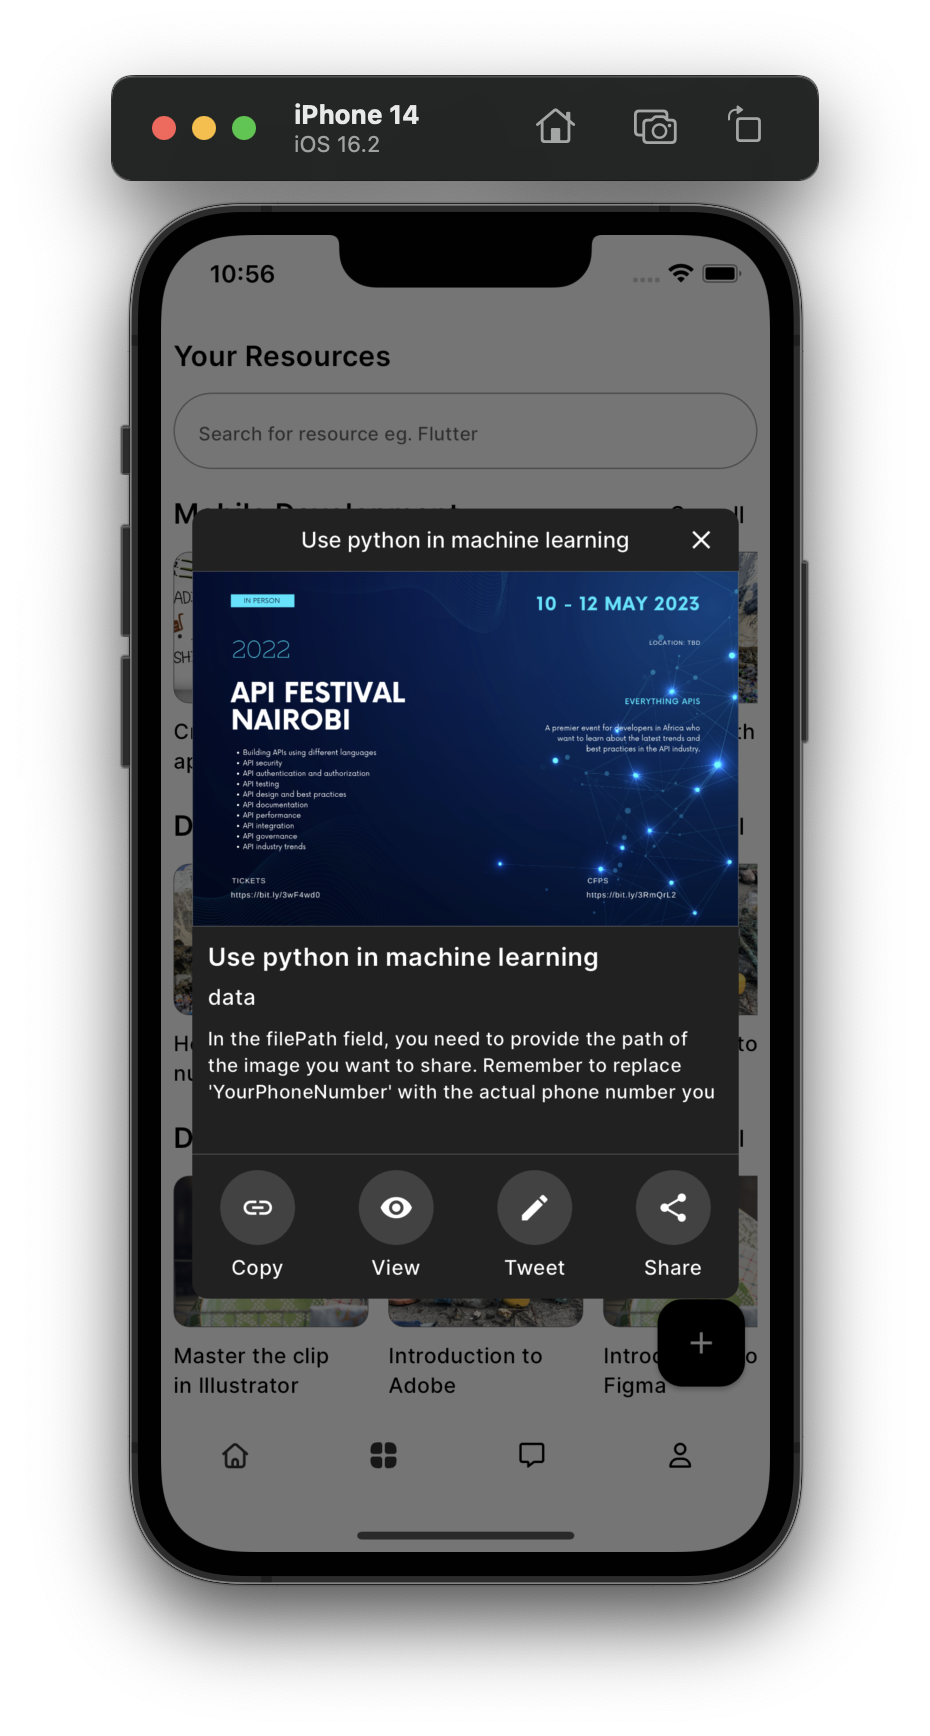 iPhone 14
iOS 16.2
10:56
Your Resources
Search for resource eg. Flutter
Use python in machine learning
IN PERSON
10 - 12 MAY 2023
2022
LOCATION: TBD
API FESTIVAL
NAIROBI
EVERYTHING APIS
A premier event for developers in Africa who
want to learn about the latest trends and
best practices in the API industry.
• Building APIs using different languages
• API security
• API authentication and authorization
• API testing
• API design and best practices
• API documentation
• API performance
• API integration
• API governance
• API industry trends
TICKETS
https://bit.ly/3wF4wd0
CFPS
https://bit.ly/3RmQrL2
Use python in machine learning
data
In the filePath field, you need to provide the path of
the image you want to share. Remember to replace
'YourPhoneNumber' with the actual phone number you
Copy
View
Tweet
Share
Master the clip
in Illustrator
Introduction to
Adobe
Figma